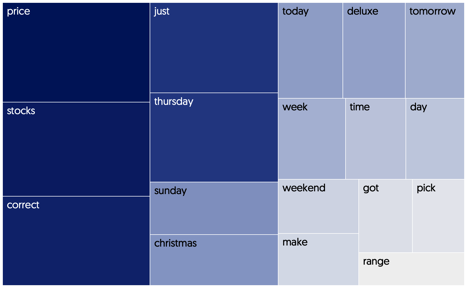 price
stocks
correct
just
thursday
sunday
christmas
today
deluxe
tomorrow
week
time
day
weekend
make
got
pick
range